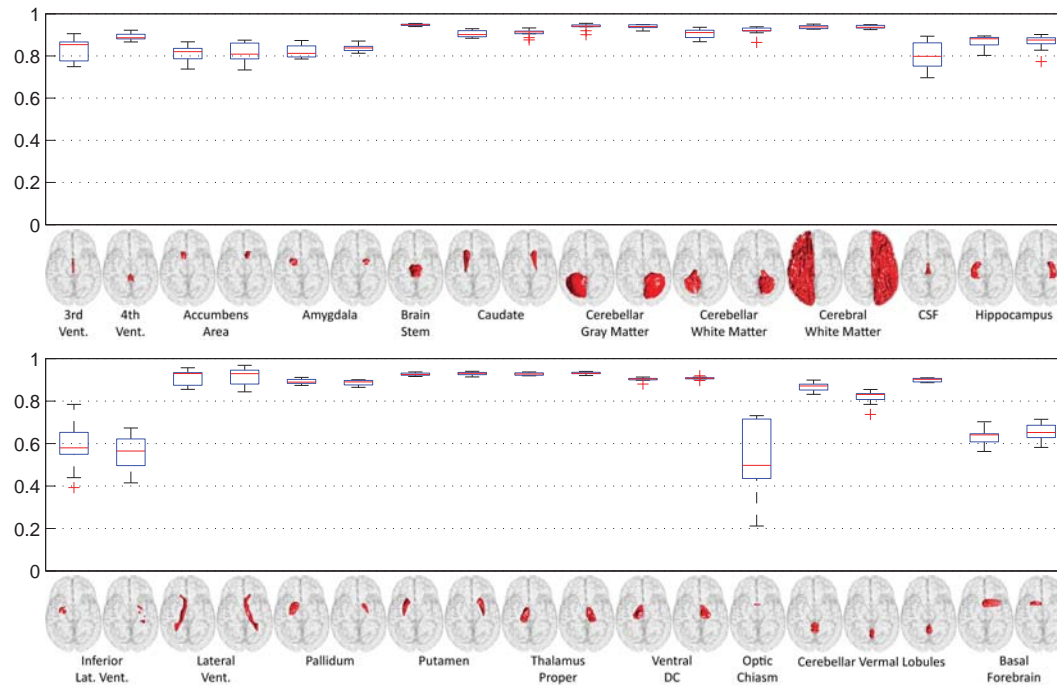 1
0.8
0.6
0.4
0.2
0
3rd Vent.
4th Vent.
Accumbens Area
Amygdala
Brain Stem
Caudate
Cerebellar Gray Matter
Cerebellar White Matter
Cerebral White Matter
CSF
Hippocampus
1
0.8
0.6
0.4
0.2
0
Inferior Lat. Vent.
Lateral Vent.
Pallidum
Putamen
Thalamus Proper
Ventral DC
Optic Chiasm
Cerebellar Vermal Lobules
Basal Forebrain